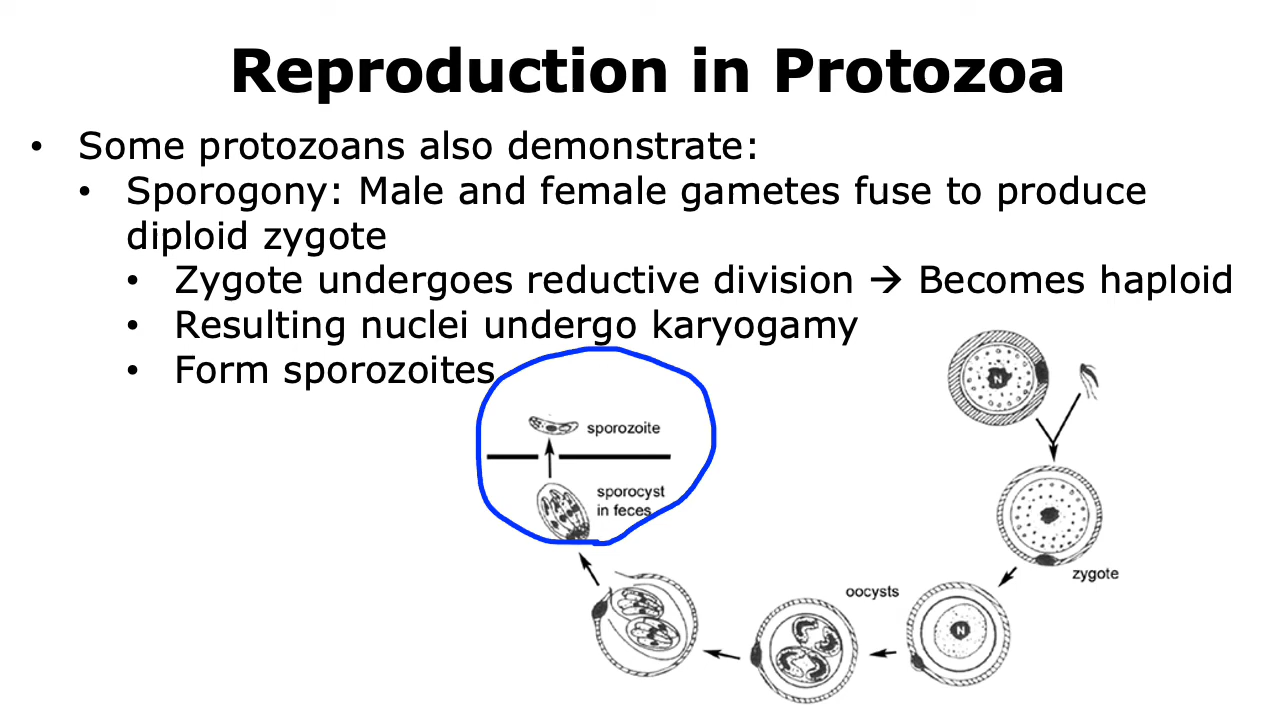 Reproduction in Protozoa
• Some protozoans also demonstrate:
• Sporogony: Male and female gametes fuse to produce
diploid zygote
• Zygote undergoes reductive division → Becomes haploid
• Resulting nuclei undergo karyogamy
• Form sporozoites
N
sporozoite
sporocyst
in feces
zygote
oocysts
N